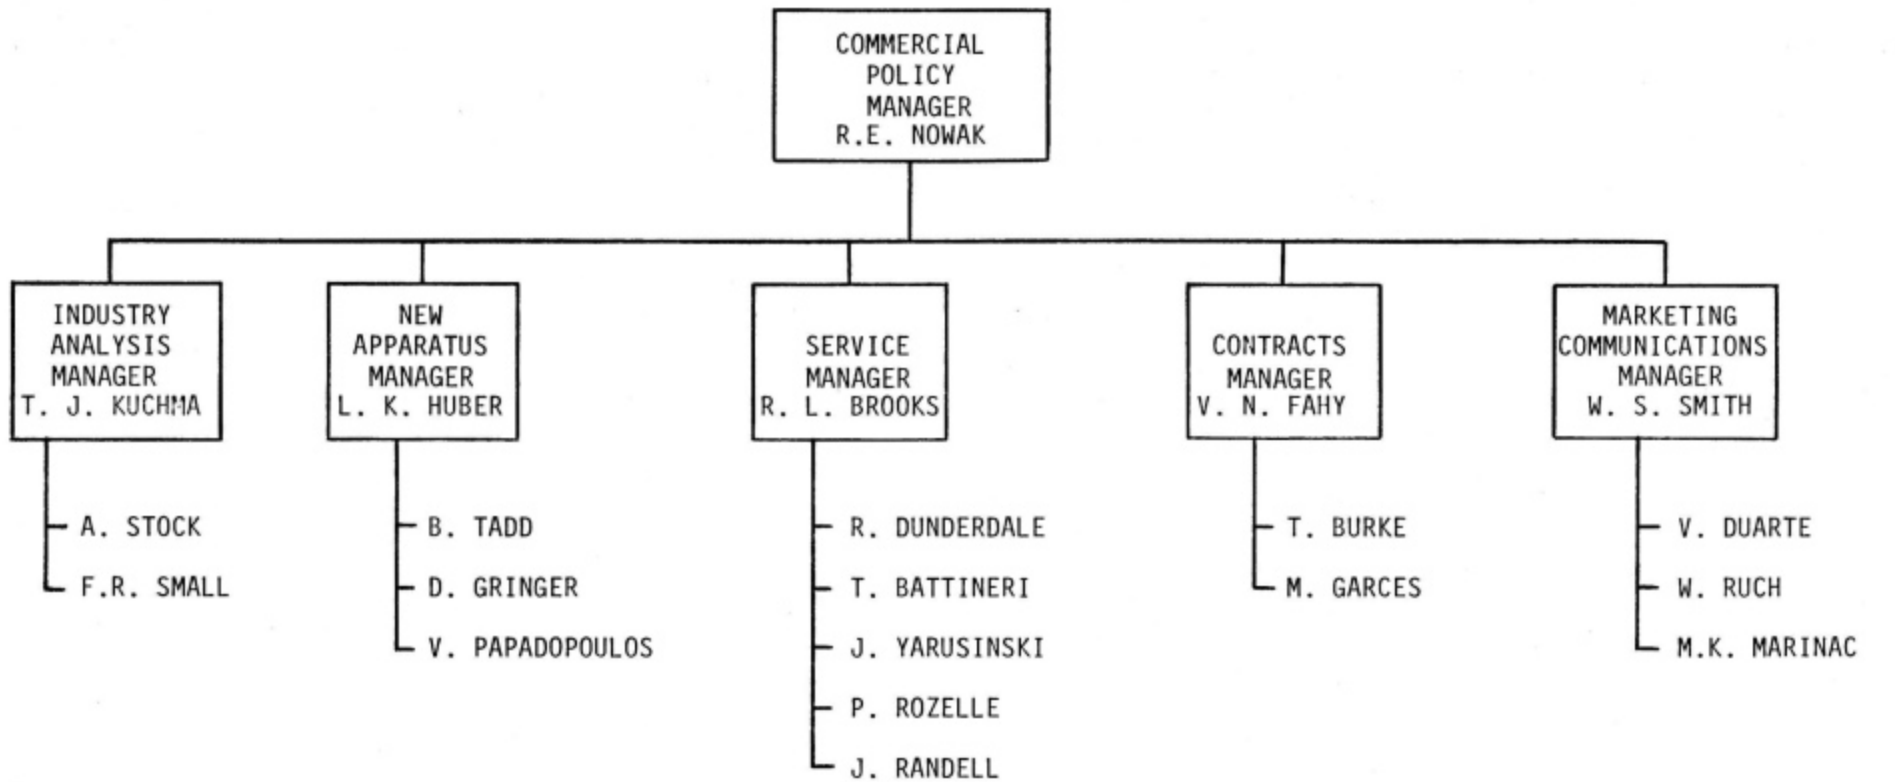 COMMERCIAL
POLICY
MANAGER
R.E. NOWAK
INDUSTRY
ANALYSIS
MANAGER
T. J. KUCHMA
NEW
APPARATUS
MANAGER
L. K. HUBER
SERVICE
MANAGER
R. L. BROOKS
CONTRACTS
MANAGER
V. N. FAHY
MARKETING
COMMUNICATIONS
MANAGER
W. S. SMITH
A. STOCK
F.R. SMALL
B. TADD
D. GRINGER
V. PAPADOPOULOS
R. DUNDERDALE
T. BATTINERI
J. YARUSINSKI
P. ROZELLE
J. RANDELL
T. BURKE
M. GARCES
V. DUARTE
W. RUCH
M.K. MARINAC